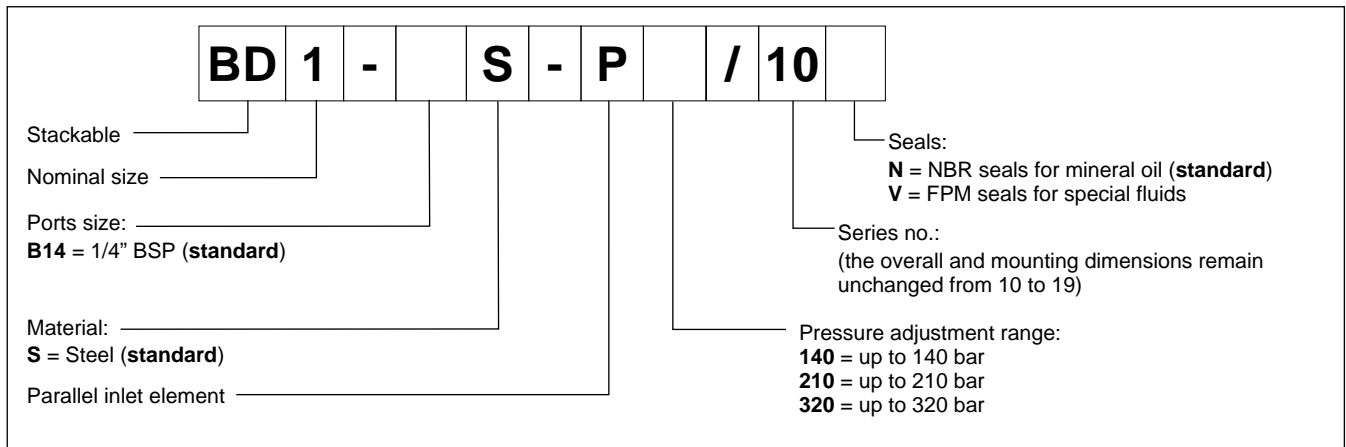 BD 1 - S - P / 10
Stackable
Nominal size
Ports size:
B14 = 1/4” BSP (standard)
Material:
S = Steel (standard)
Parallel inlet element
Seals:
N = NBR seals for mineral oil (standard)
V = FPM seals for special fluids
Series no.:
(the overall and mounting dimensions remain
unchanged from 10 to 19)
Pressure adjustment range:
140 = up to 140 bar
210 = up to 210 bar
320 = up to 320 bar